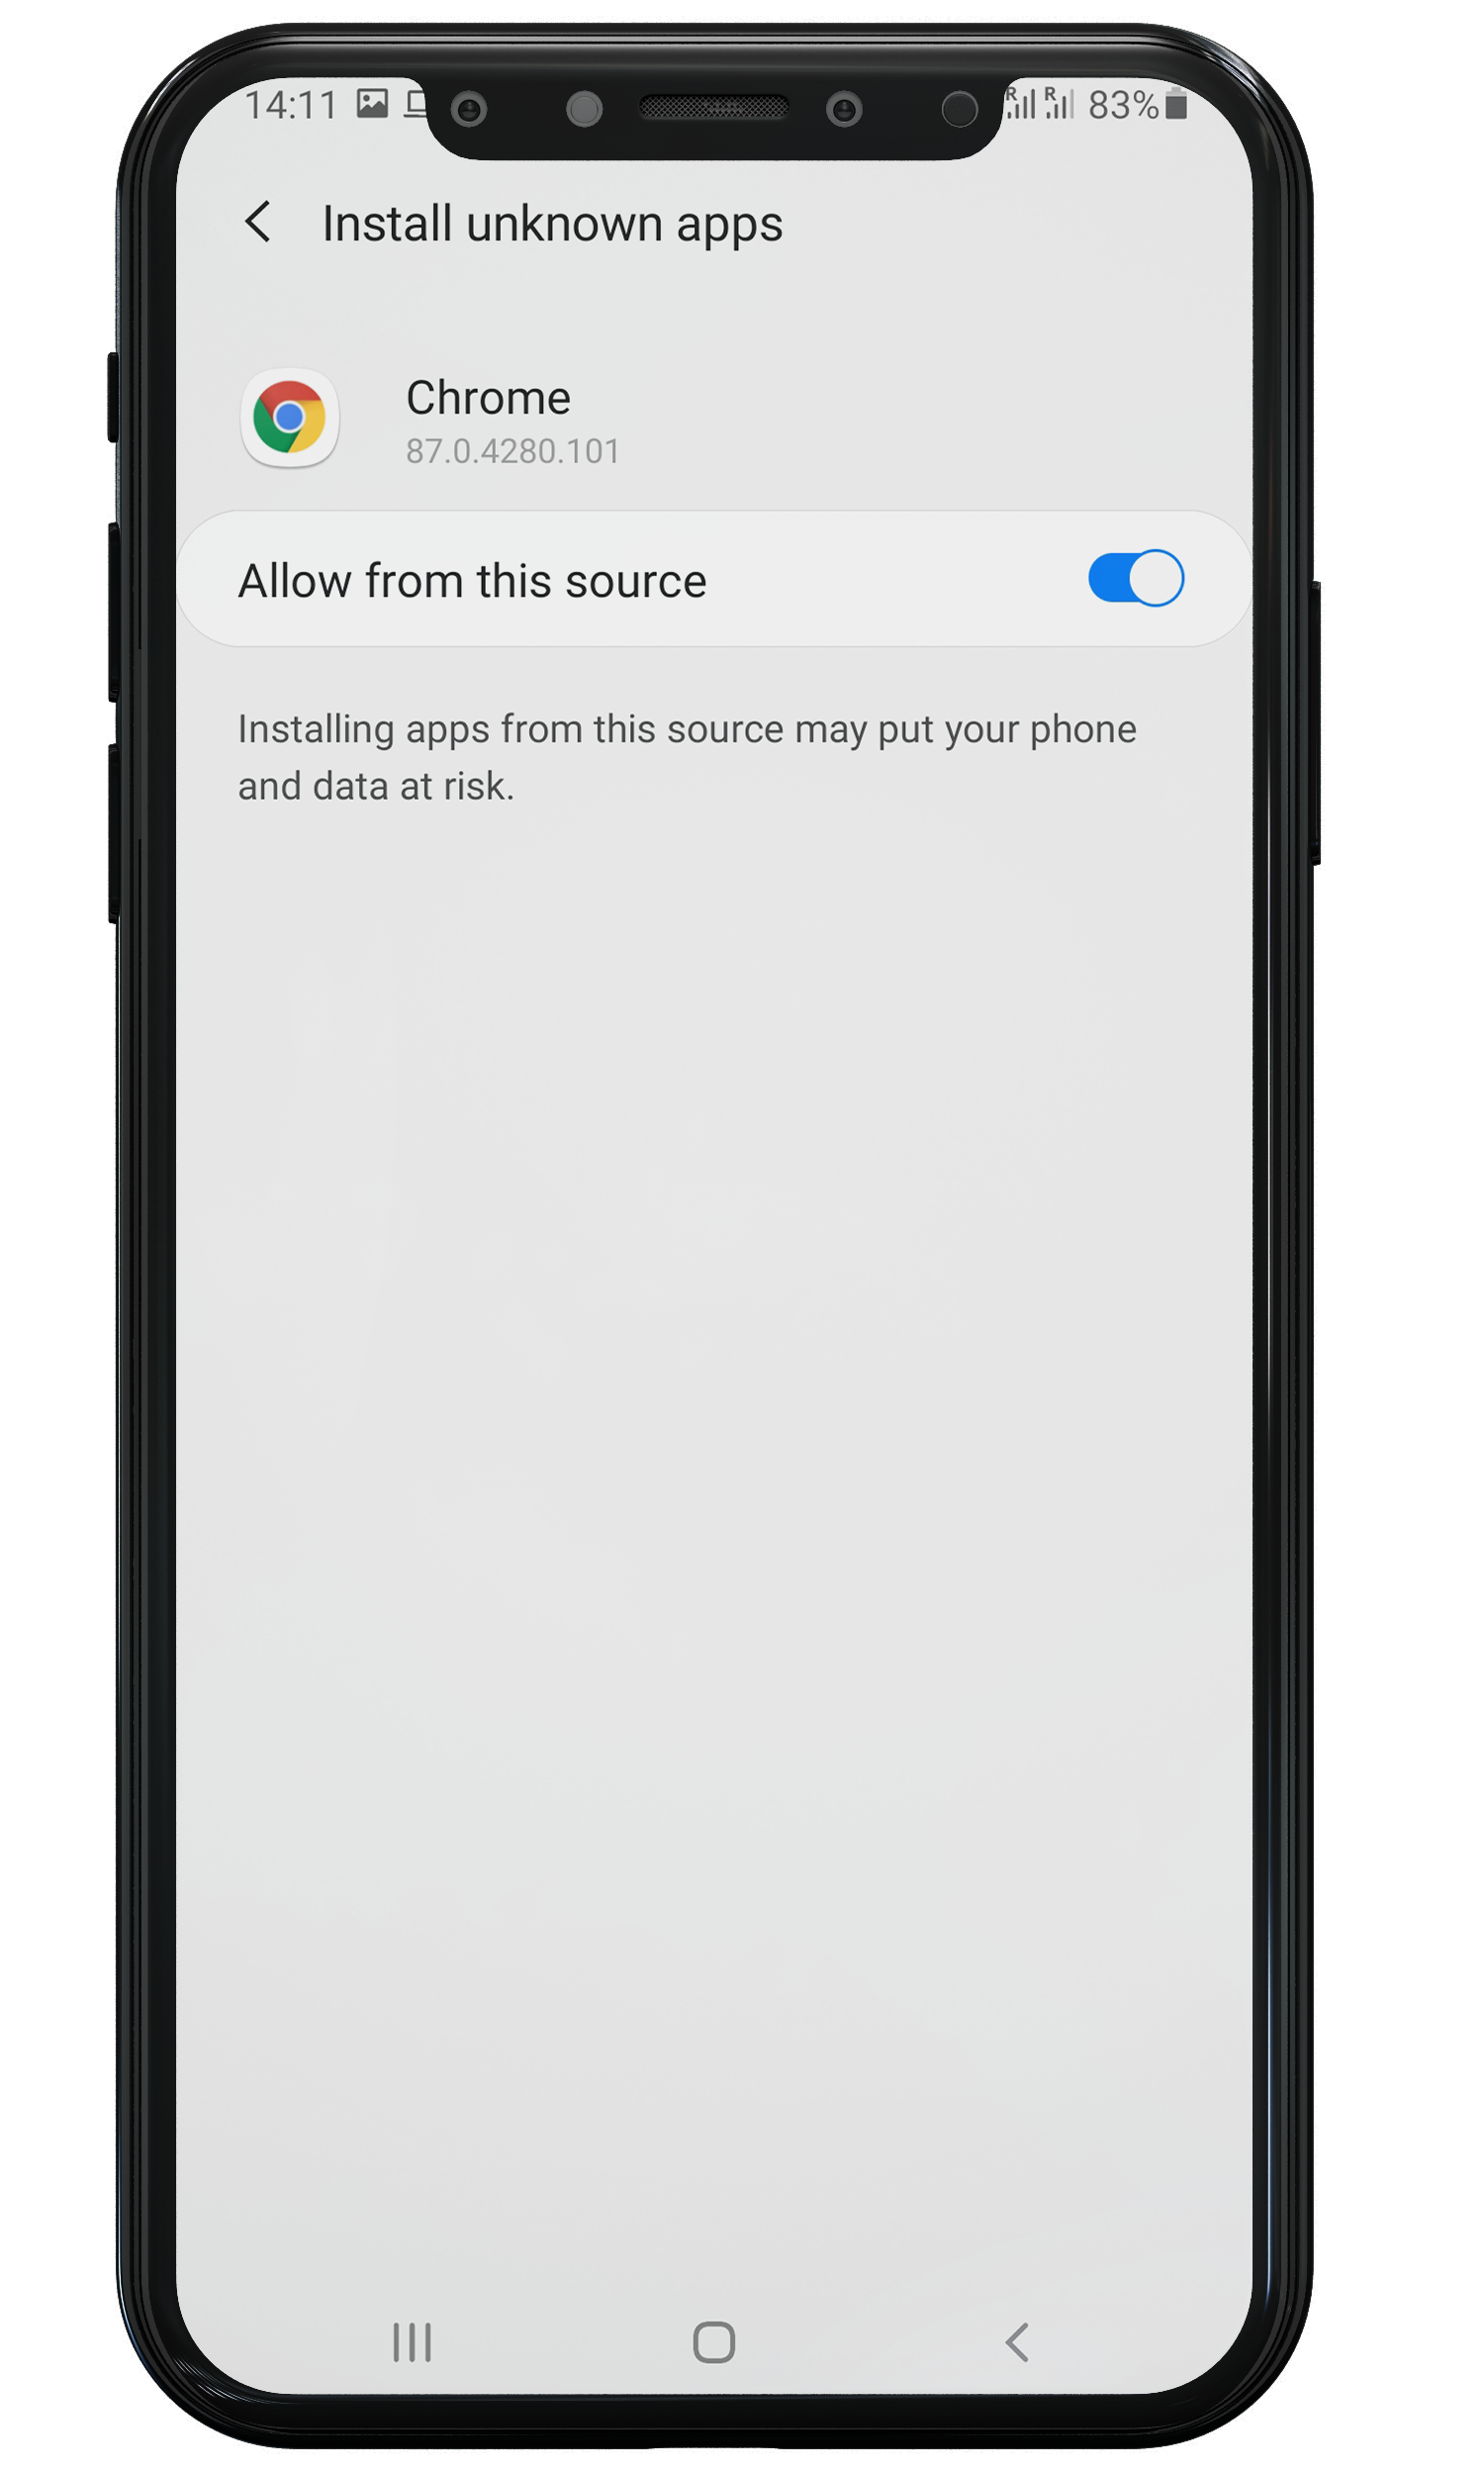 14:11 R R 83%
Install unknown apps
Chrome
87.0.4280.101
Allow from this source
Installing apps from this source may put your phone
and data at risk.